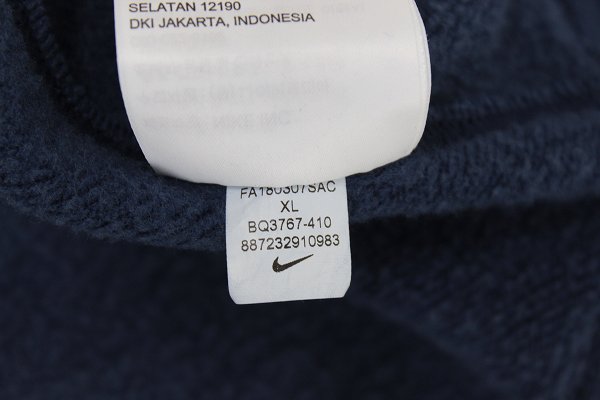 SELATAN 12190
DKI JAKARTA, INDONESIA
FA180307SAC
XL
BQ3767-410
887232910983